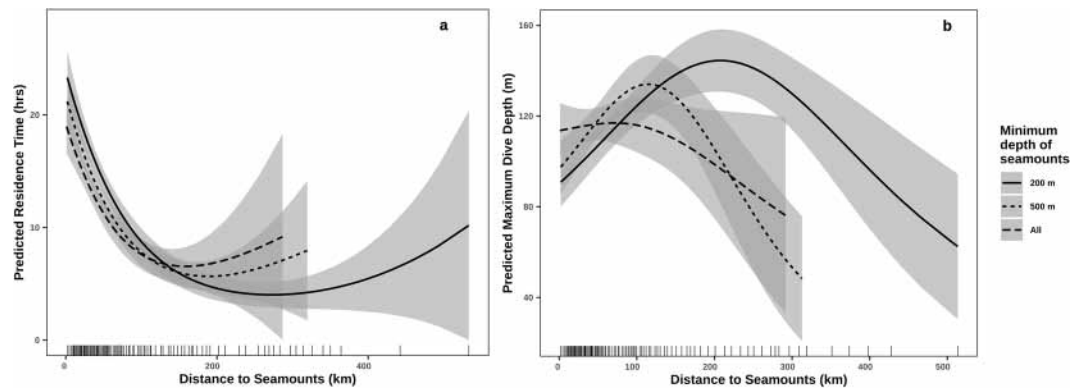 a
Predicted Residence Time (hrs)
20
10
0
0
200
400
Distance to Seamounts (km)
b
Predicted Maximum Dive Depth (m)
160
120
80
40
0
100
200
300
400
500
Distance to Seamounts (km)
Minimum
depth of
seamounts
200 m
500 m
All